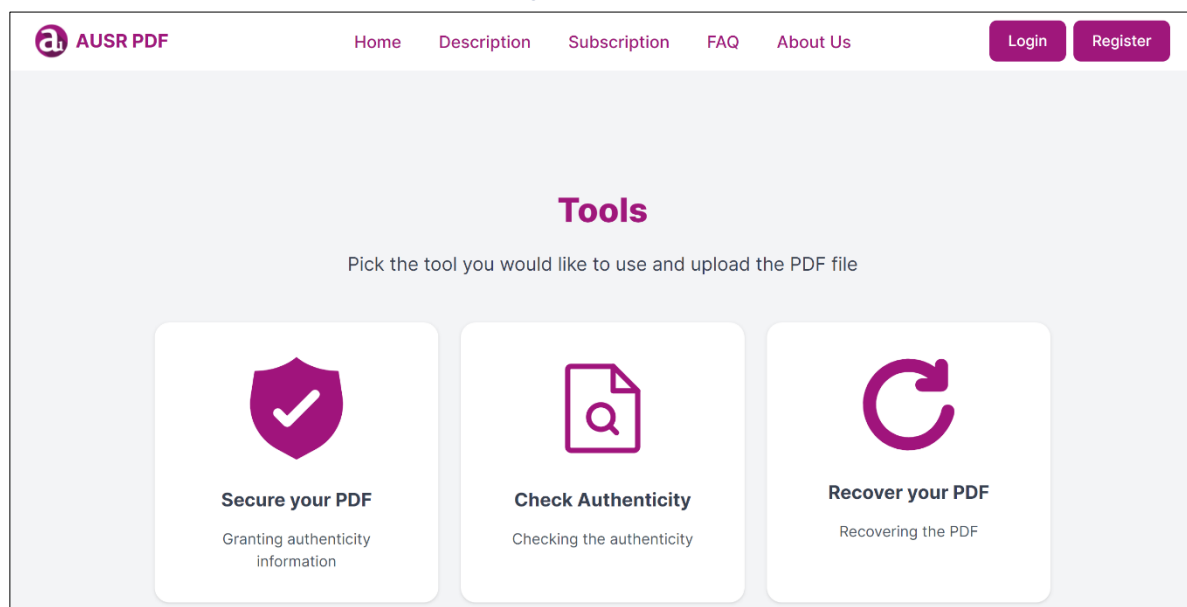 AUSR PDF Home Description Subscription FAQ About Us Login Register
Tools
Pick the tool you would like to use and upload the PDF file
Secure your PDF
Granting authenticity
information
Check Authenticity
Checking the authenticity
Recover your PDF
Recovering the PDF